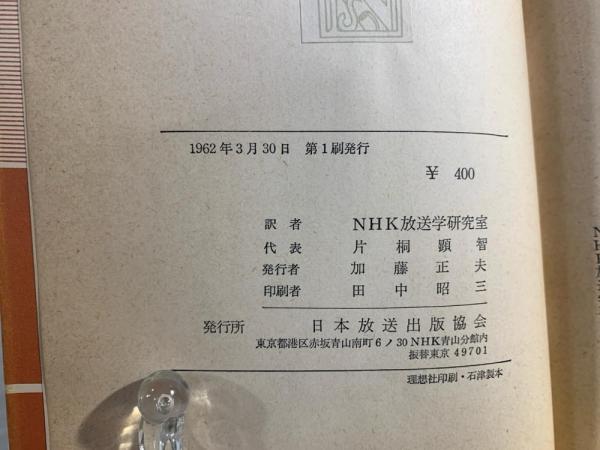 1962年3月30日 第1刷発行
¥ 400
訳者 NHK放送学研究室
代表 片桐顕智
発行者 加藤正夫
印刷者 田中昭三
発行所 日本放送出版協会
東京都港区赤坂青山南町6ノ30 NHK青山分館内
振替東京 49701
理想社印刷・石津製本